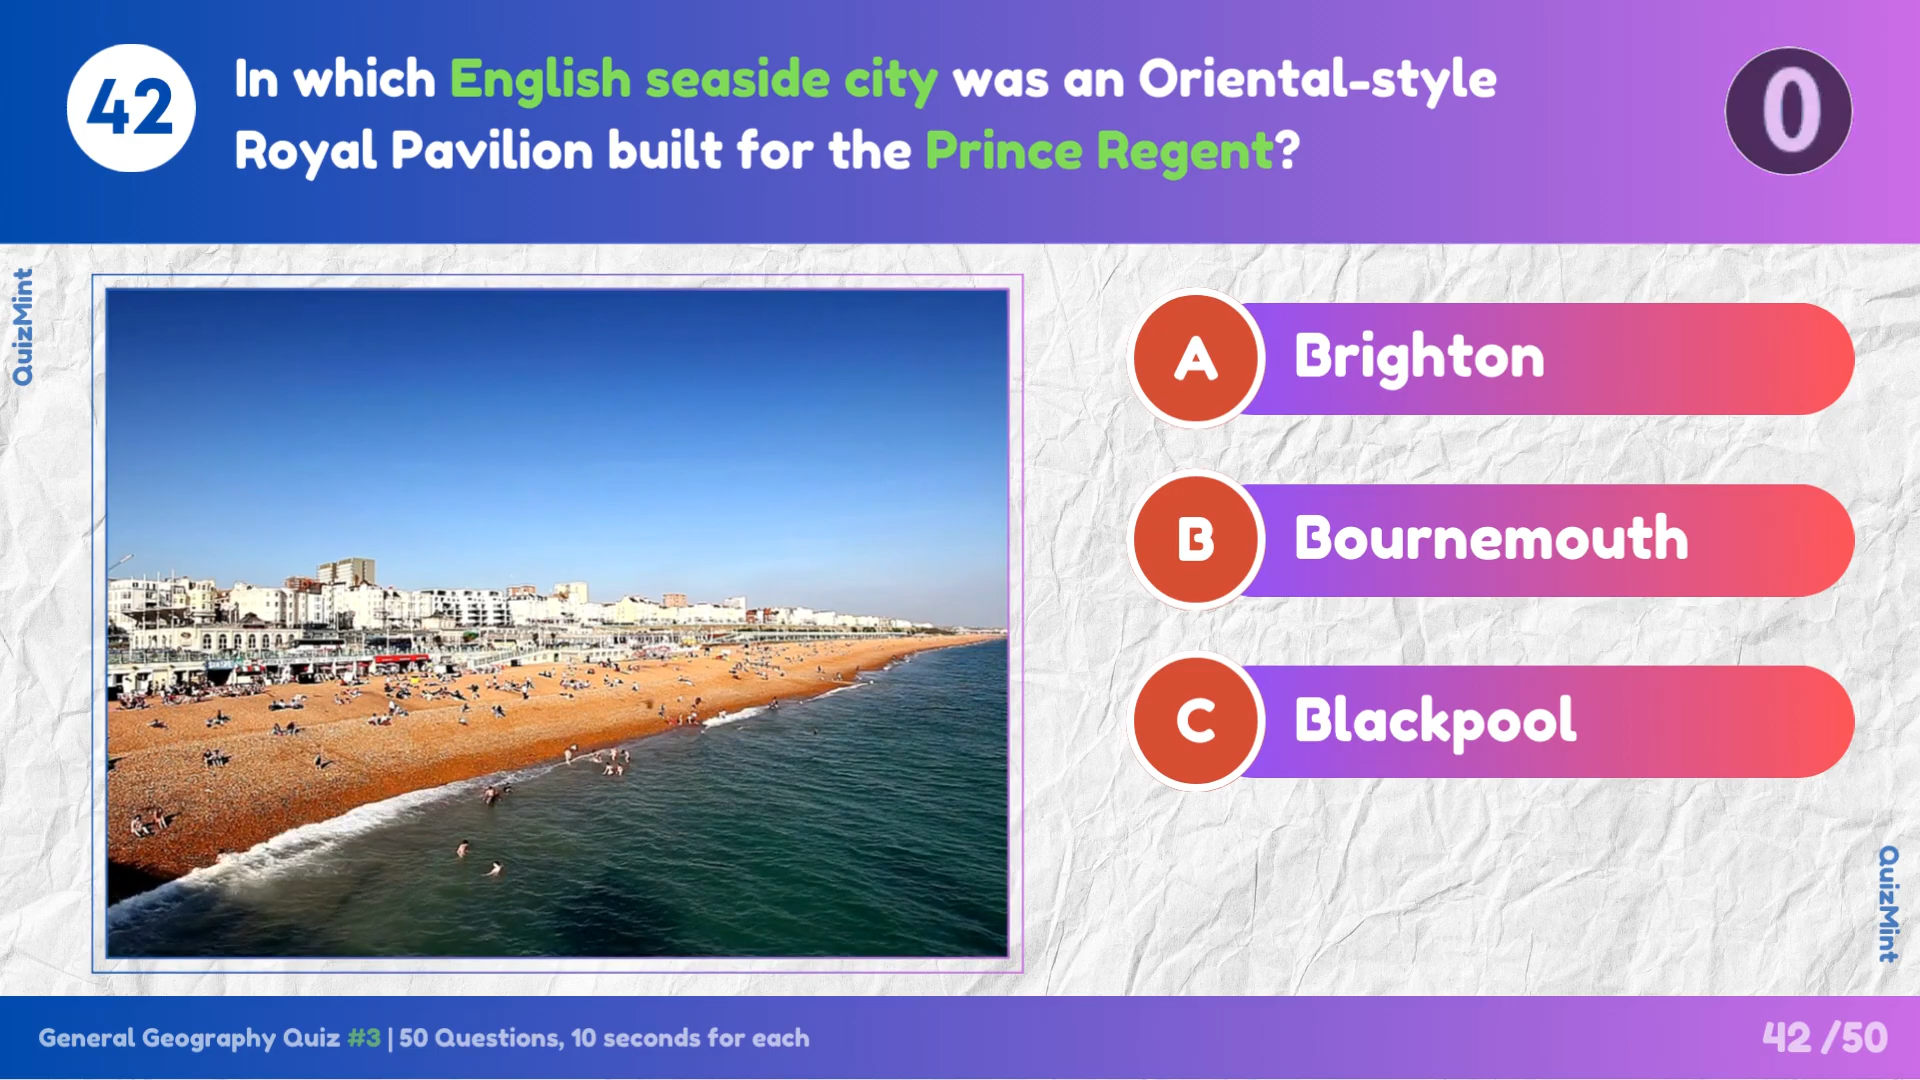 42
In which English seaside city was an Oriental-style
Royal Pavilion built for the Prince Regent?
0
QuizMint
A Brighton
B Bournemouth
C Blackpool
QuizMint
General Geography Quiz #3 | 50 Questions, 10 seconds for each
42 /50